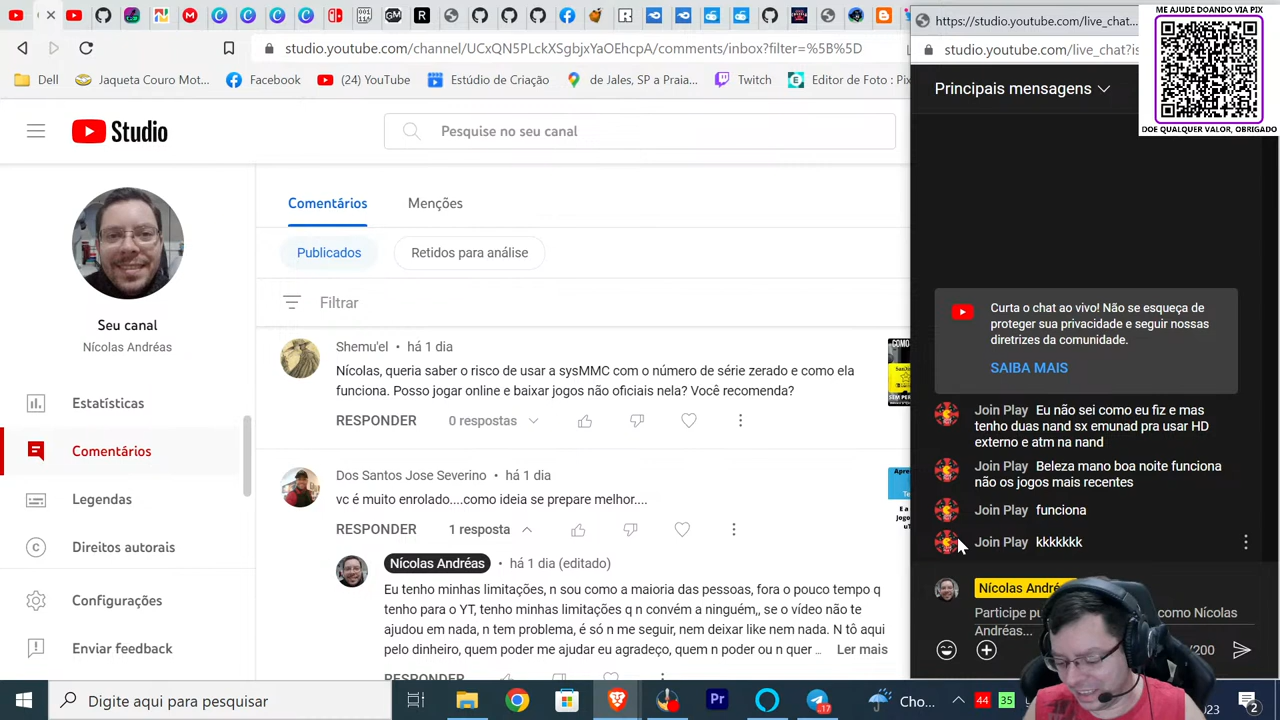 studio.youtube.com/channel/UCxQN5PLckXSgbjxYaOEhcpA/comments/inbox?filter=%5B%5D
https://studio.youtube.com/live_chat...
studio.youtube.com/live_chat?is
ME AJUDE DOANDO VIA PIX
DOE QUALQUER VALOR, OBRIGADO
Dell
Jaqueta Couro Mot...
Facebook
(24) YouTube
Estúdio de Criação
de Jales, SP a Praia...
Twitch
Editor de Foto : Pix
Studio
Pesquise no seu canal
Seu canal
Nícolas Andréas
Estatísticas
Comentários
Legendas
Direitos autorais
Configurações
Enviar feedback
Comentários
Menções
Publicados
Retidos para análise
Filtrar
Shemu'el • há 1 dia
Nícolas, queria saber o risco de usar a sysMMC com o número de série zerado e como ela
funciona. Posso jogar online e baixar jogos não oficiais nela? Você recomenda?
RESPONDER
0 respostas
Dos Santos Jose Severino • há 1 dia
vc é muito enrolado....como ideia se prepare melhor....
RESPONDER
1 resposta
Nícolas Andréas • há 1 dia (editado)
Eu tenho minhas limitações, n sou como a maioria das pessoas, fora o pouco tempo q
tenho para o YT, tenho minhas limitações q n convém a ninguém,, se o vídeo não te
ajudou em nada, n tem problema, é só n me seguir, nem deixar like nem nada. N tô aqui
pelo dinheiro, quem poder me ajudar eu agradeço, quem n poder ou n quer ...
Ler mais
Principais mensagens
Curta o chat ao vivo! Não se esqueça de
proteger sua privacidade e seguir nossas
diretrizes da comunidade.
SAIBA MAIS
Join Play Eu não sei como eu fiz e mas
tenho duas nand sx emunad pra usar HD
externo e atm na nand
Join Play Beleza mano boa noite funciona
não os jogos mais recentes
Join Play funciona
Join Play kkkkkkk
Nícolas Andréa
Participe
como Nícolas
Andréas...
/200
Digite aqui para pesquisar
Pr
17
Cho...
44
35
23
2